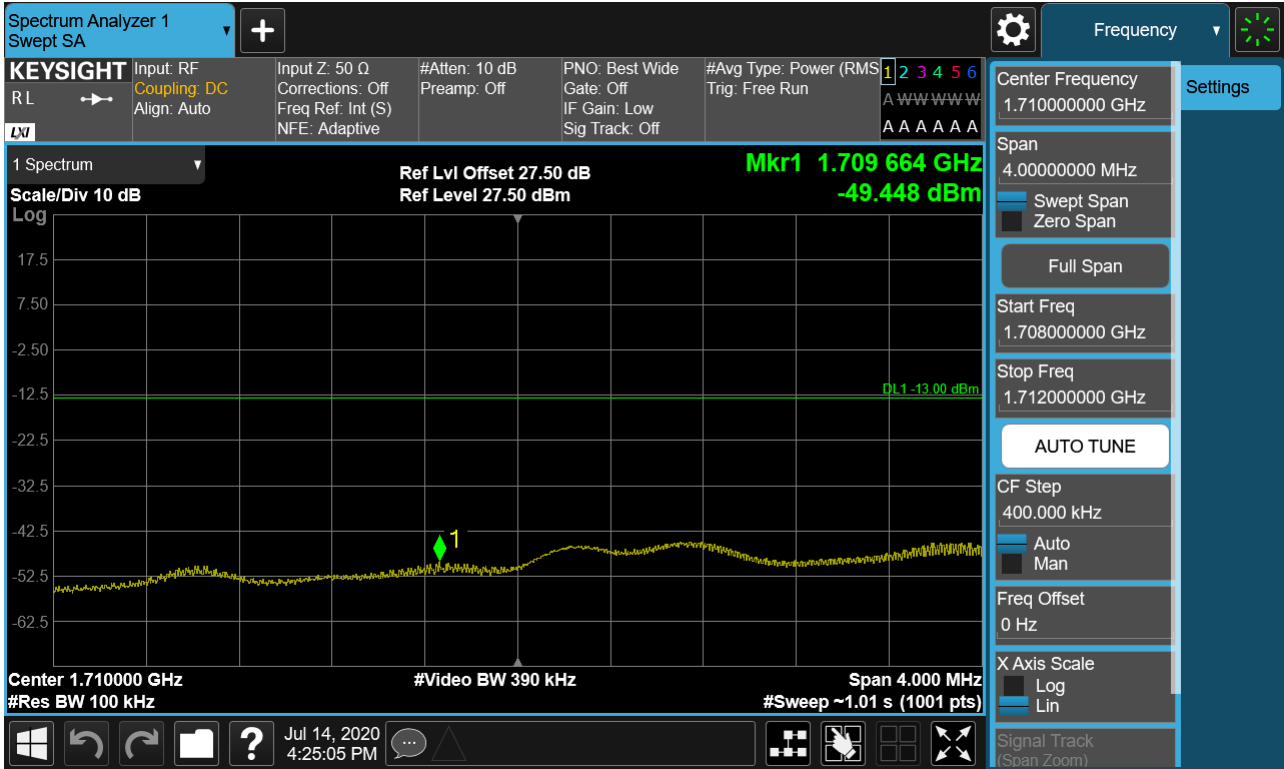 Spectrum Analyzer 1
Swept SA
▼
+
Frequency
▼
KEYSIGHT
R L
LXI
Input: RF
Coupling: DC
Align: Auto
Input Z: 50 Ω
Corrections: Off
Freq Ref: Int (S)
NFE: Adaptive
#Atten: 10 dB
Preamp: Off
PNO: Best Wide
Gate: Off
IF Gain: Low
Sig Track: Off
#Avg Type: Power (RMS
Trig: Free Run
1 2 3 4 5 6
A W W W W W
A A A A A A
1 Spectrum
▼
Scale/Div 10 dB
Log
Ref Lvl Offset 27.50 dB
Ref Level 27.50 dBm
Mkr1 1.709 664 GHz
-49.448 dBm
17.5
7.50
-2.50
-12.5
-22.5
-32.5
-42.5
-52.5
-62.5
DL1 -13.00 dBm
1
Center 1.710000 GHz
#Res BW 100 kHz
#Video BW 390 kHz
Span 4.000 MHz
#Sweep ~1.01 s (1001 pts)
Center Frequency
1.710000000 GHz
Span
4.00000000 MHz
Swept Span
Zero Span
Full Span
Start Freq
1.708000000 GHz
Stop Freq
1.712000000 GHz
AUTO TUNE
CF Step
400.000 kHz
Auto
Man
Freq Offset
0 Hz
X Axis Scale
Log
Lin
Signal Track
(Span Zoom)
Settings
?
Jul 14, 2020
4:25:05 PM